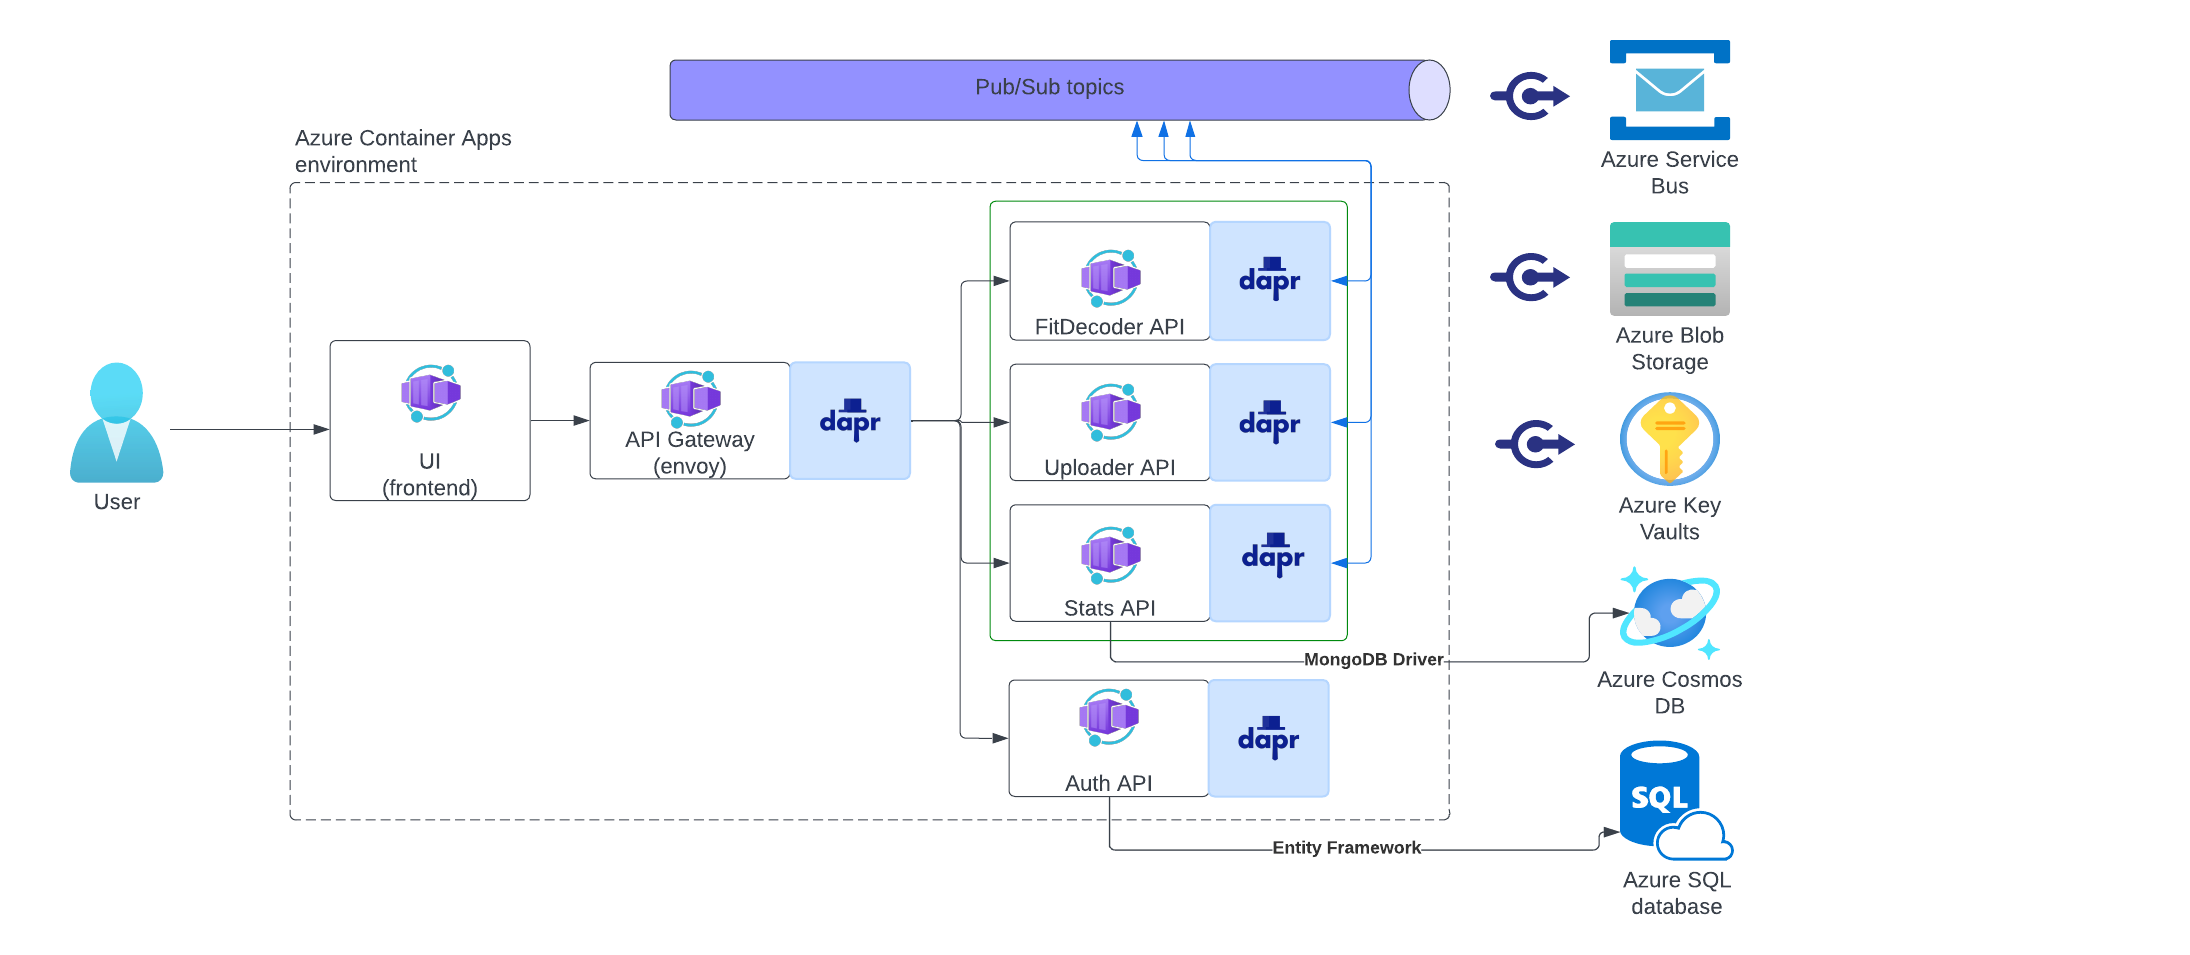 Pub/Sub topics
Azure Container Apps
environment
Azure Service
Bus
dapr
FitDecoder API
Azure Blob
Storage
UI
(frontend)
API Gateway
(envoy)
dapr
dapr
Uploader API
User
Azure Key
Vaults
dapr
Stats API
MongoDB Driver
Azure Cosmos
DB
dapr
Auth API
SQL
Entity Framework
Azure SQL
database